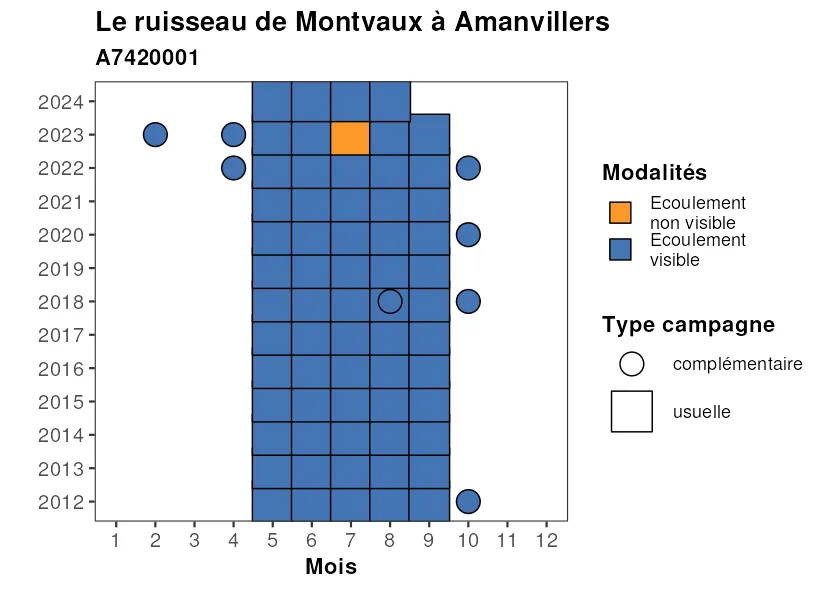 Le ruisseau de Montvaux à Amanvillers
A7420001
2024
2023
2022
2021
2020
2019
2018
2017
2016
2015
2014
2013
2012
1 2 3 4 5 6 7 8 9 10 11 12
Mois
Modalités
Ecoulement
non visible
Ecoulement
visible
Type campagne
complémentaire
usuelle